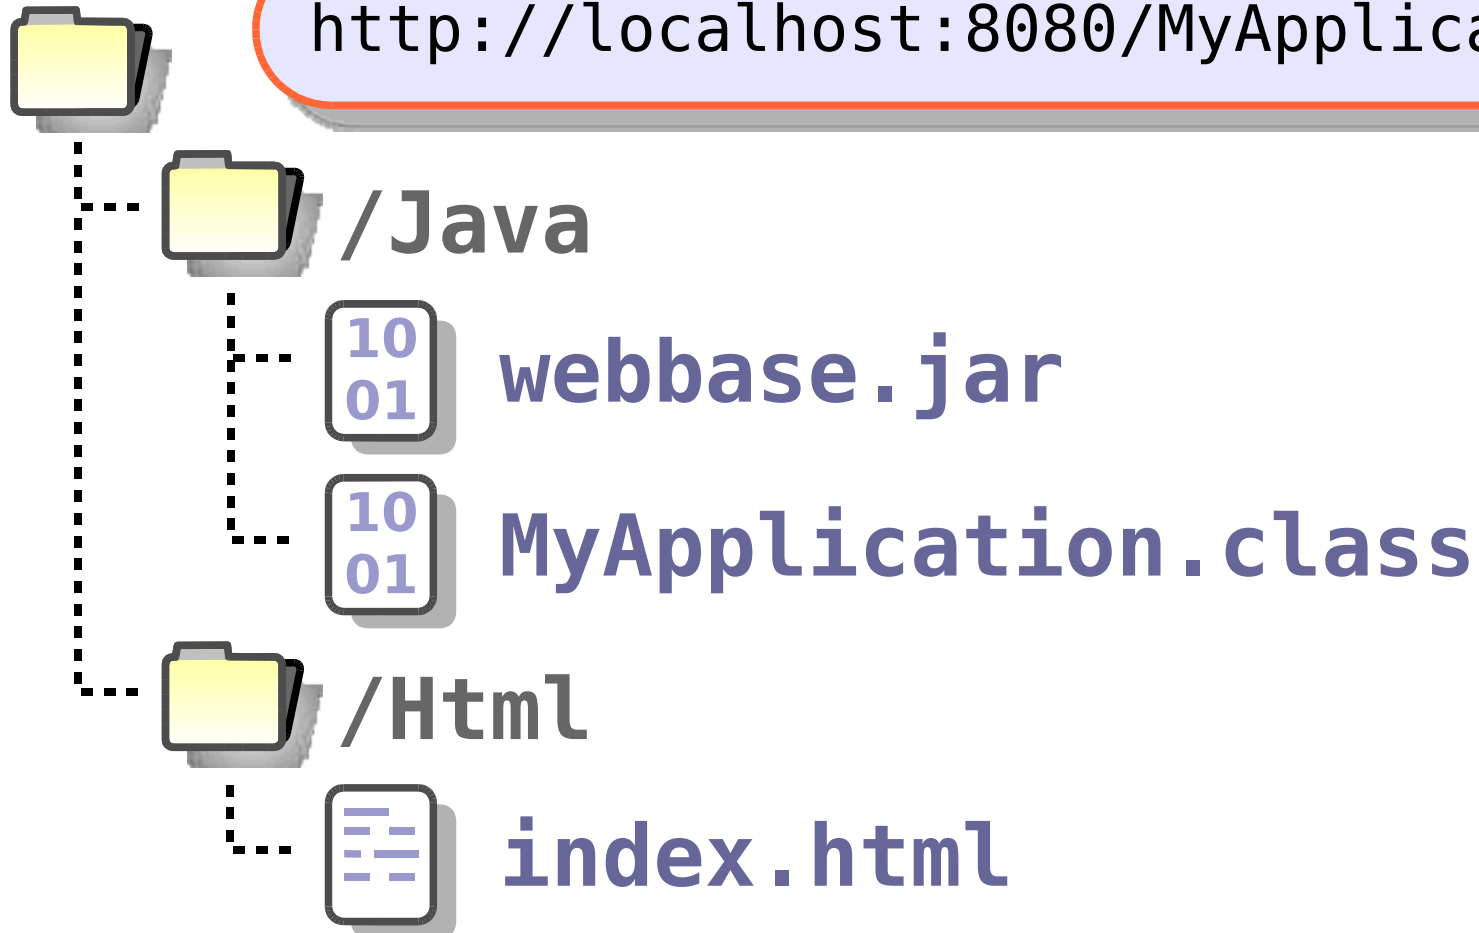 http://localhost:8080/MyApplica
/Java
10
01
webbase.jar
10
01
MyApplication.class
/Html
index.html